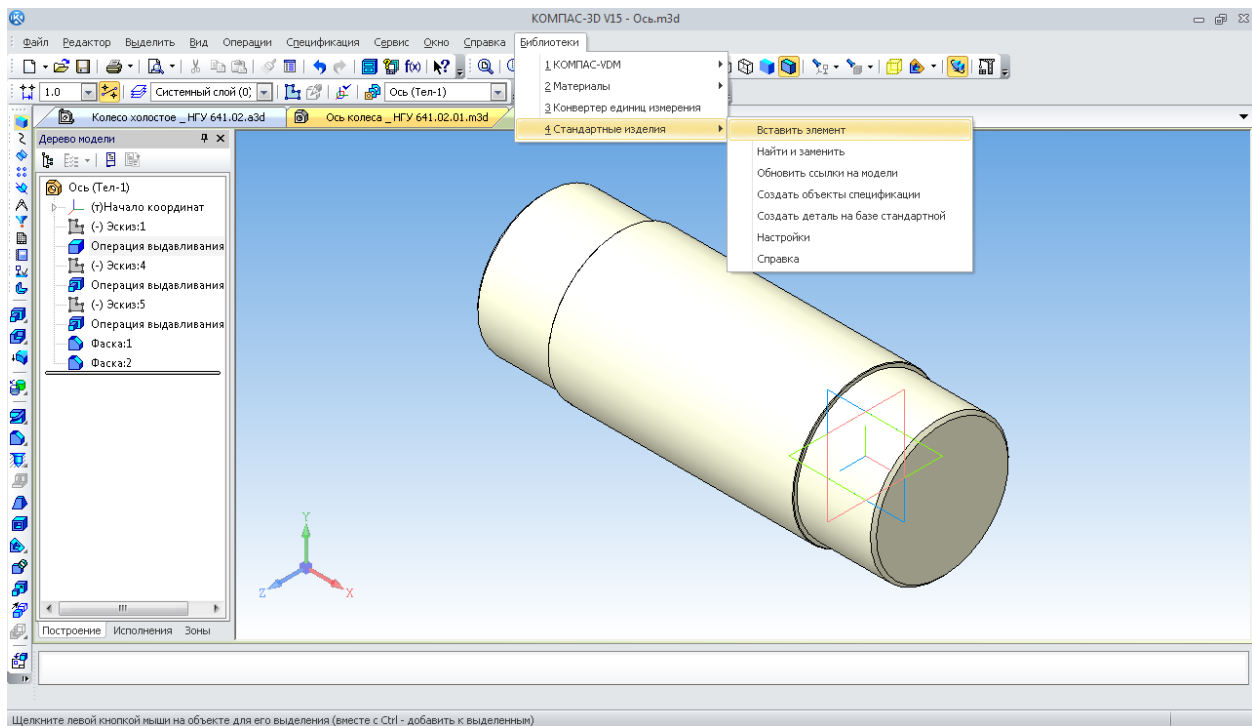 КОМПАС-3D V15 - Ось.m3d
Файл Редактор Выделить Вид Операции Спецификация Сервис Окно Справка Библиотеки
1 КОМПАС-VDM
2 Материалы
3 Конвертер единиц измерения
4 Стандартные изделия
Вставить элемент
Найти и заменить
Обновить ссылки на модели
Создать объекты спецификации
Создать деталь на базе стандартной
Настройки
Справка
1.0 Системный слой (0) Ось (Тел-1)
Колесо холостое _ НГУ 641.02.a3d Ось колеса _ НГУ 641.02.01.m3d
Дерево модели
Ось (Тел-1)
(т)Начало координат
(-) Эскиз:1
Операция выдавливания
(-) Эскиз:4
Операция выдавливания
(-) Эскиз:5
Операция выдавливания
Фаска:1
Фаска:2
Y
Z X
Построение Исполнения Зоны
Щелкните левой кнопкой мыши на объекте для его выделения (вместе с Ctrl - добавить к выделенным)